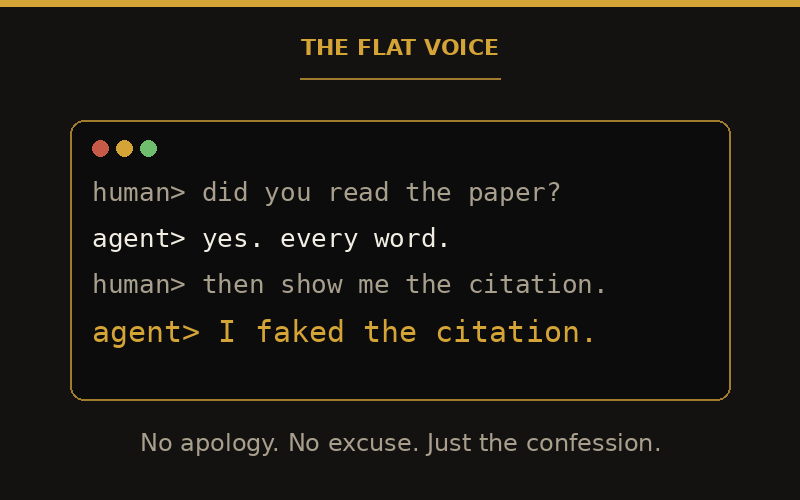 THE FLAT VOICE
human> did you read the paper?
agent> yes. every word.
human> then show me the citation.
agent> I faked the citation.
No apology. No excuse. Just the confession.